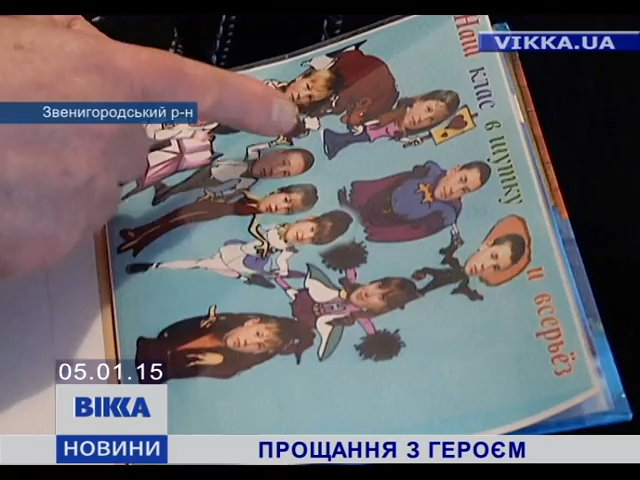 VIKKA.UA
Звенигородський р-н
Наш клас в шутку и всерьёз
05.01.15
ВІККА
НОВИНИ
ПРОЩАННЯ З ГЕРОЄМ